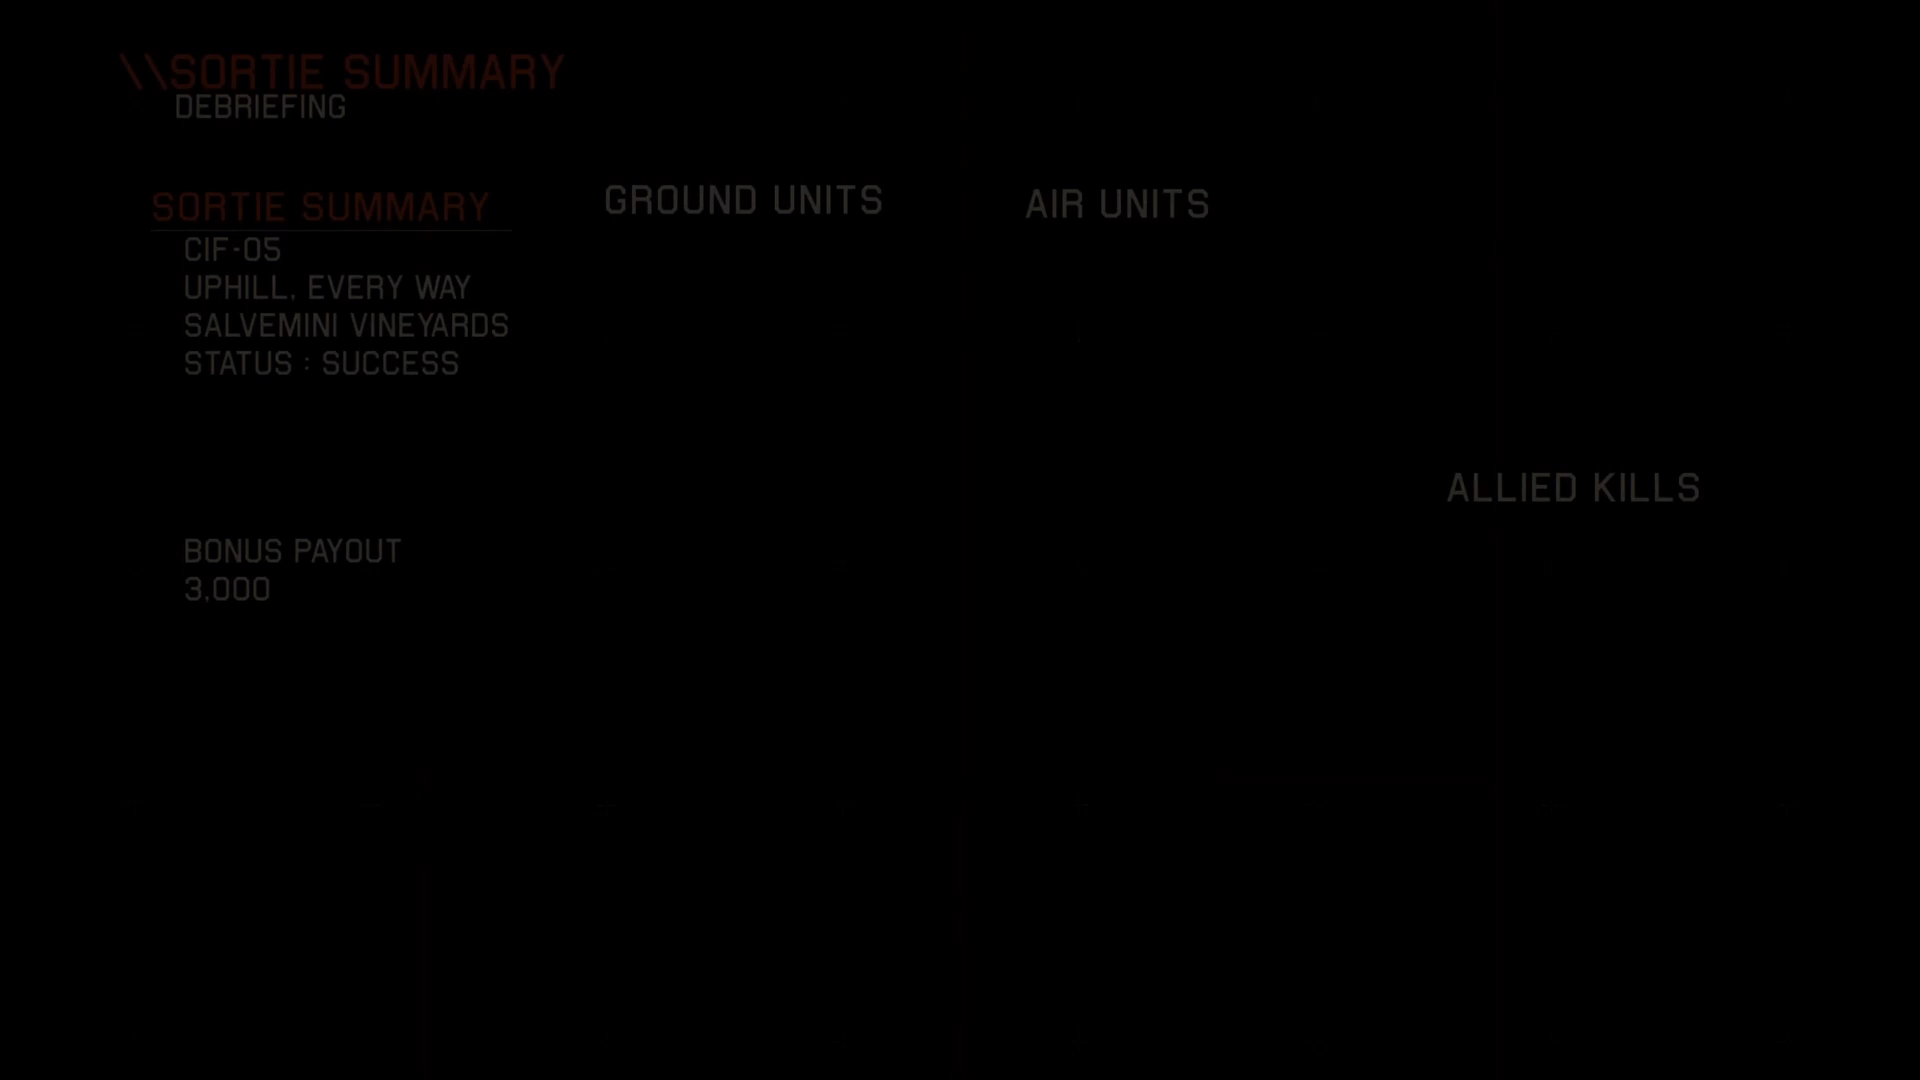 \\SORTIE SUMMARY
DEBRIEFING
SORTIE SUMMARY
CIF-05
UPHILL, EVERY WAY
SALVEMINI VINEYARDS
STATUS : SUCCESS
BONUS PAYOUT
3,000
GROUND UNITS
AIR UNITS
ALLIED KILLS